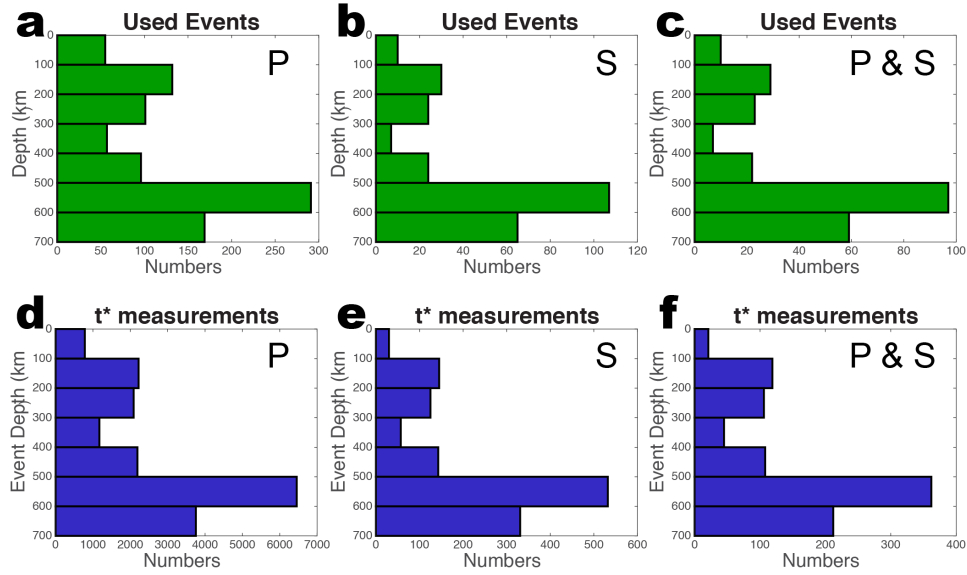 a
Used Events
P
0
100
200
300
400
500
600
700
Depth (km
0
50
100
150
200
250
300
Numbers
b
Used Events
S
0
100
200
300
400
500
600
700
Depth (km
0
20
40
60
80
100
120
Numbers
c
Used Events
P & S
0
100
200
300
400
500
600
700
Depth (km
0
20
40
60
80
100
Numbers
d
t* measurements
P
0
100
200
300
400
500
600
700
Event Depth (km
0
1000
2000
3000
4000
5000
6000
7000
Numbers
e
t* measurements
S
0
100
200
300
400
500
600
700
Event Depth (km
0
100
200
300
400
500
600
Numbers
f
t* measurements
P & S
0
100
200
300
400
500
600
700
Event Depth (km
0
100
200
300
400
Numbers